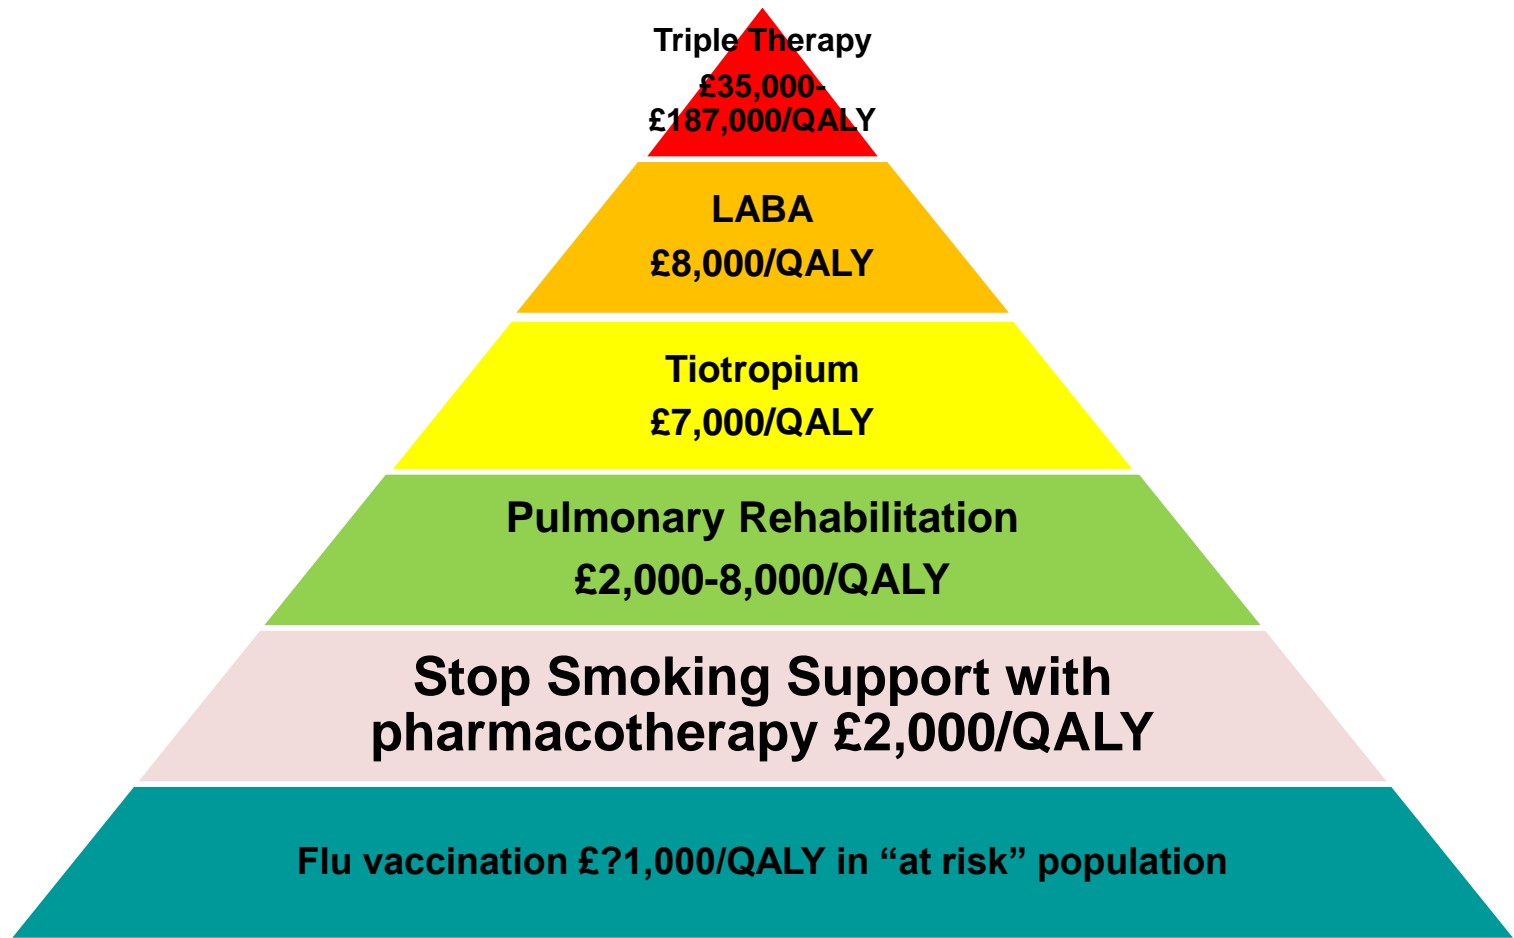 Triple Therapy
£35,000-
£187,000/QALY
LABA
£8,000/QALY
Tiotropium
£7,000/QALY
Pulmonary Rehabilitation
£2,000-8,000/QALY
Stop Smoking Support with
pharmacotherapy £2,000/QALY
Flu vaccination £?1,000/QALY in “at risk” population